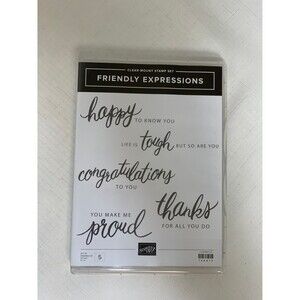 CLEAR-MOUNT STAMP SET
FRIENDLY EXPRESSIONS
happy
TO KNOW YOU
LIFE IS tough BUT SO ARE YOU
congratulations
TO YOU
YOU MAKE ME
proud
thanks
FOR ALL YOU DO
5